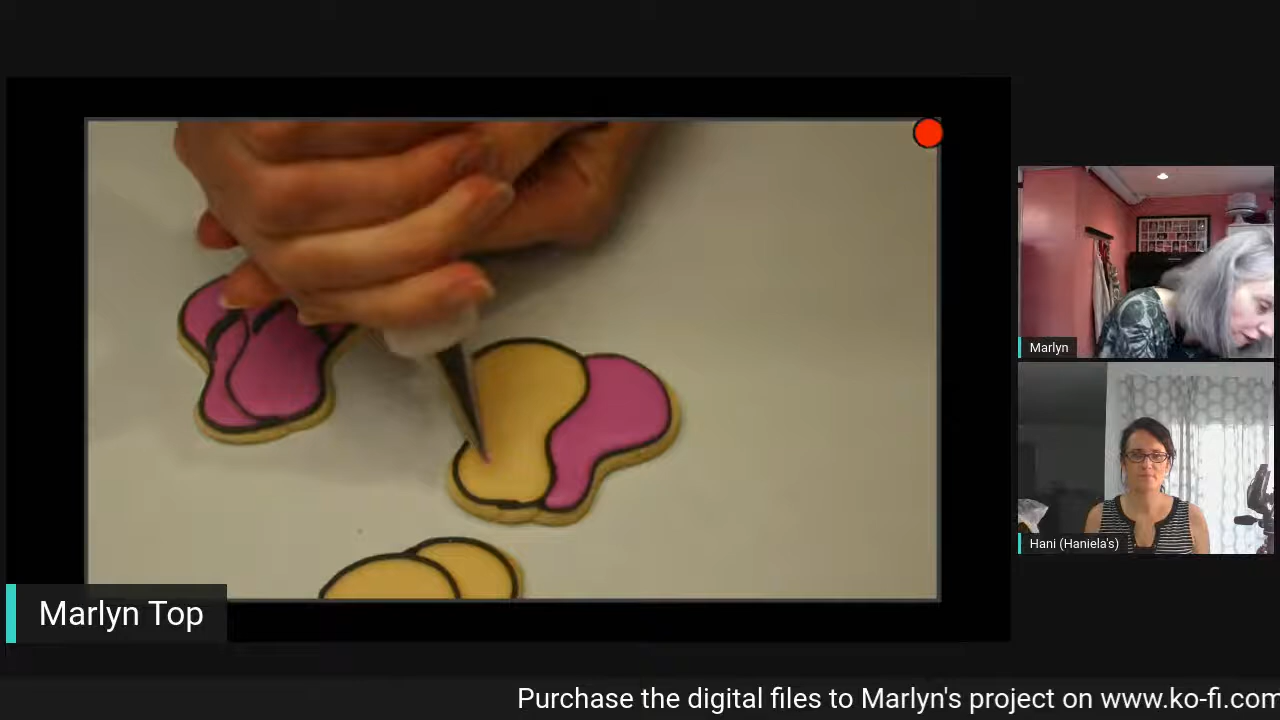 Marlyn
Hani (Haniela's)
Marlyn Top
Purchase the digital files to Marlyn's project on www.ko-fi.com